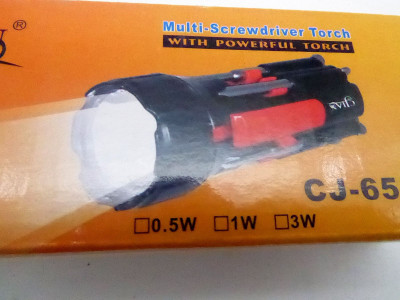 ®
Multi-Screwdriver Torch
WITH POWERFUL TORCH
CJ-65
☐0.5W ☐1W ☐3W